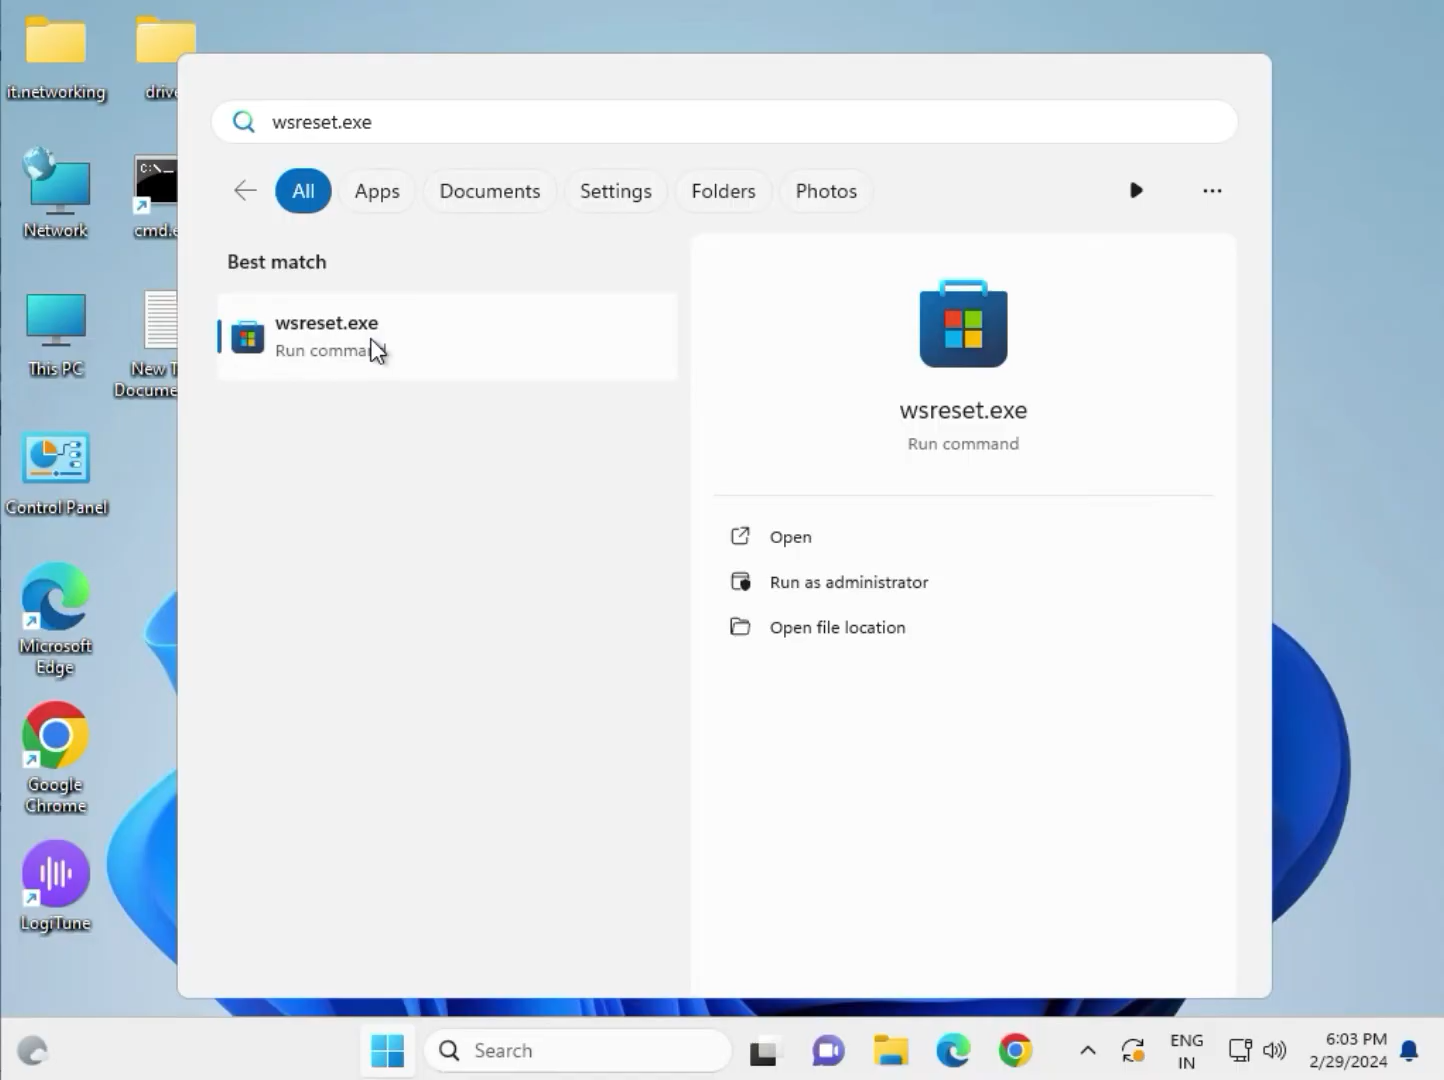 it.networking
Network
cmd.e
This PC
New T
Docume
Control Panel
Microsoft
Edge
Google
Chrome
LogiTune
wsreset.exe
All
Apps
Documents
Settings
Folders
Photos
Best match
wsreset.exe
Run command
wsreset.exe
Run command
Open
Run as administrator
Open file location
Search
ENG
IN
6:03 PM
2/29/2024